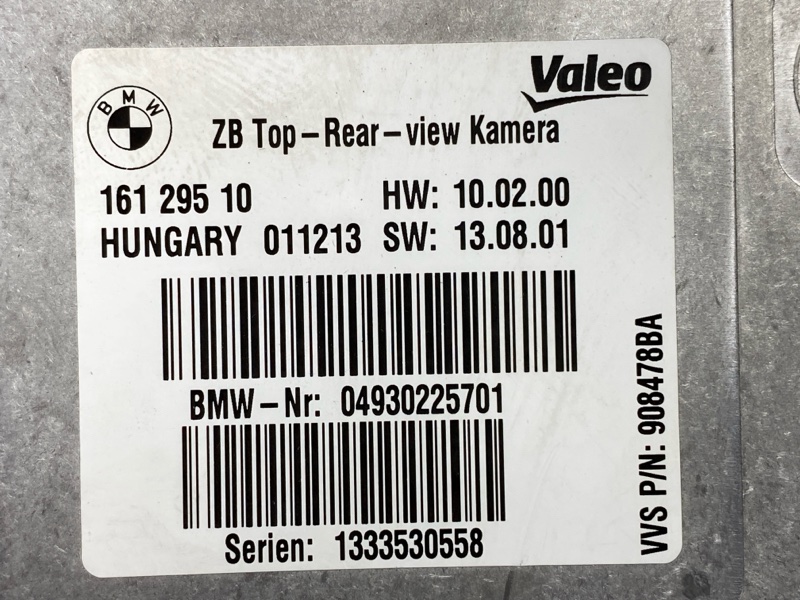 BMW
Valeo
ZB Top-Rear-view Kamera
161 295 10 HW: 10.02.00
HUNGARY 011213 SW: 13.08.01
BMW-Nr: 04930225701
Serien: 1333530558
VVS P/N: 908478BA